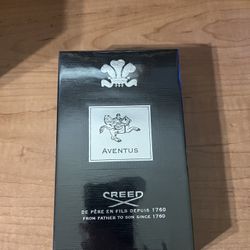 AVENTUS
CREED
DE PÈRE EN FILS DEPUIS 1760
FROM FATHER TO SON SINCE 1760